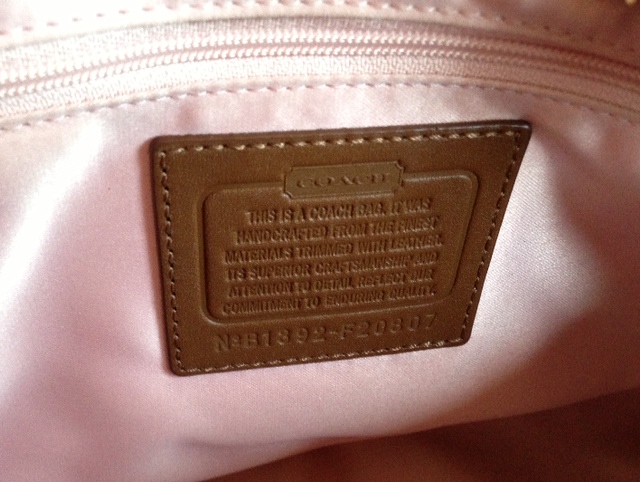 COACH
THIS IS A COACH BAG. IT WAS
HANDCRAFTED FROM THE FINEST
MATERIALS TRIMMED WITH LEATHER.
ITS SUPERIOR CRAFTSMANSHIP AND
ATTENTION TO DETAIL REFLECT OUR
COMMITMENT TO ENDURING QUALITY.
Nº B1392-F20807